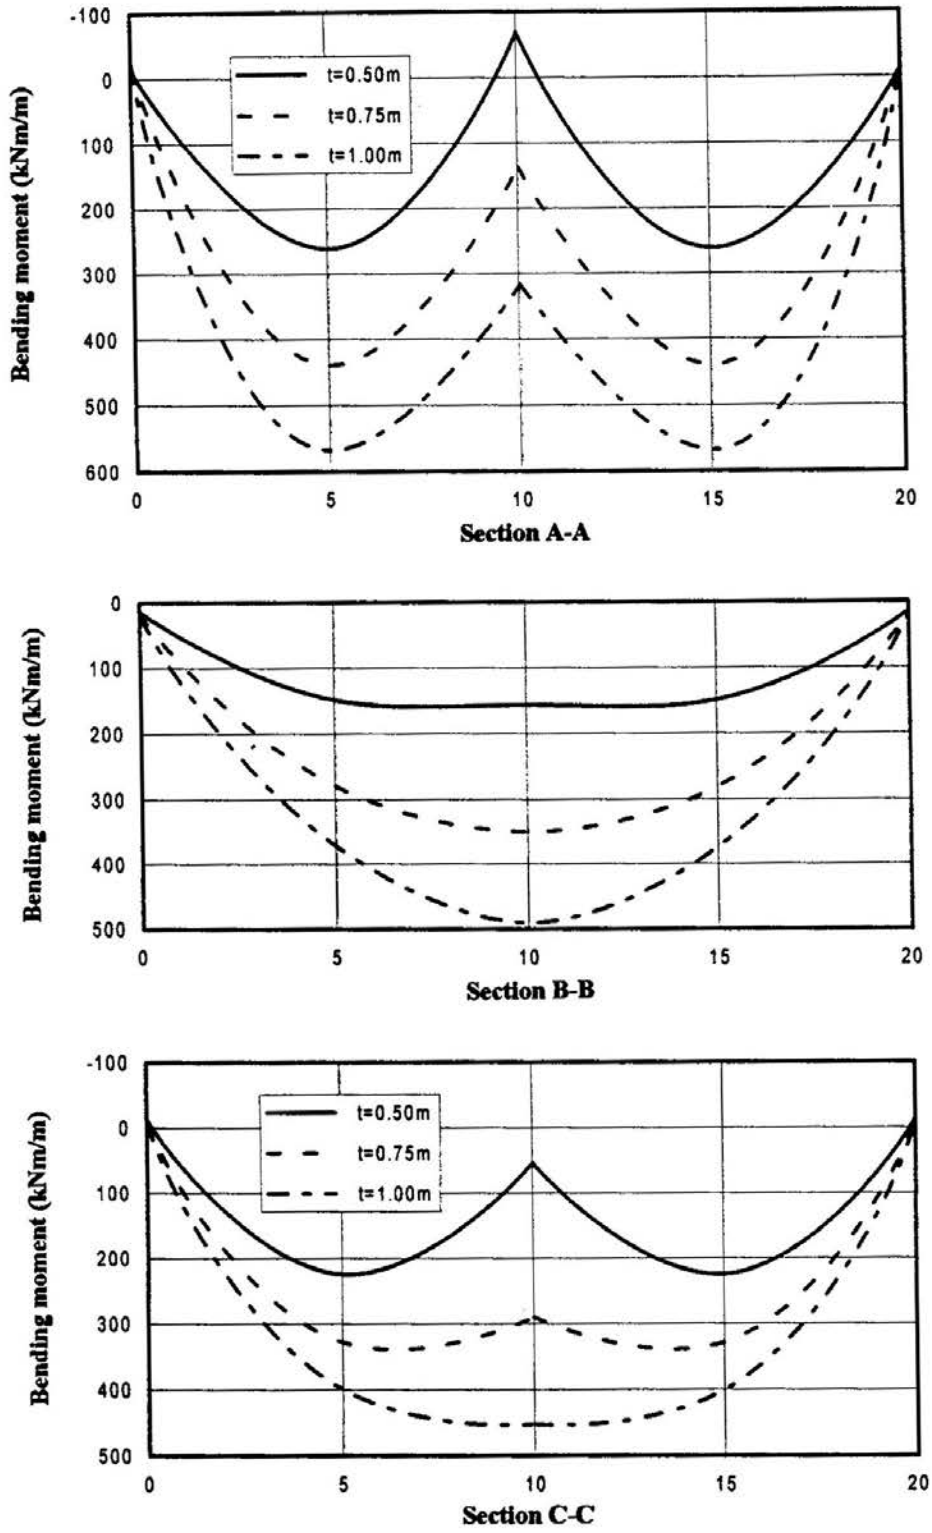 -100
0
100
200
300
400
500
600
Bending moment (kNm/m)
t=0.50m
t=0.75m
t=1.00m
0 5 10 15 20
Section A-A
0
100
200
300
400
500
Bending moment (kNm/m)
0 5 10 15 20
Section B-B
-100
0
100
200
300
400
500
Bending moment (kNm/m)
t=0.50m
t=0.75m
t=1.00m
0 5 10 15 20
Section C-C